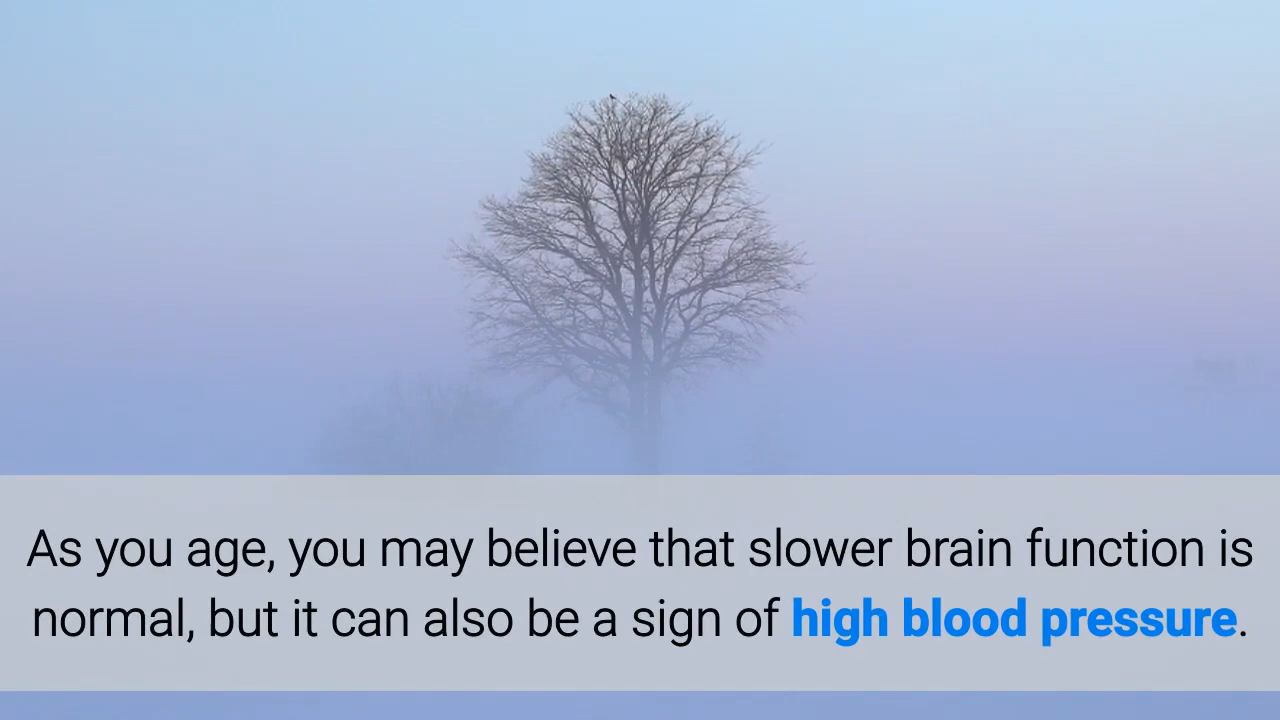 As you age, you may believe that slower brain function is
normal, but it can also be a sign of high blood pressure.